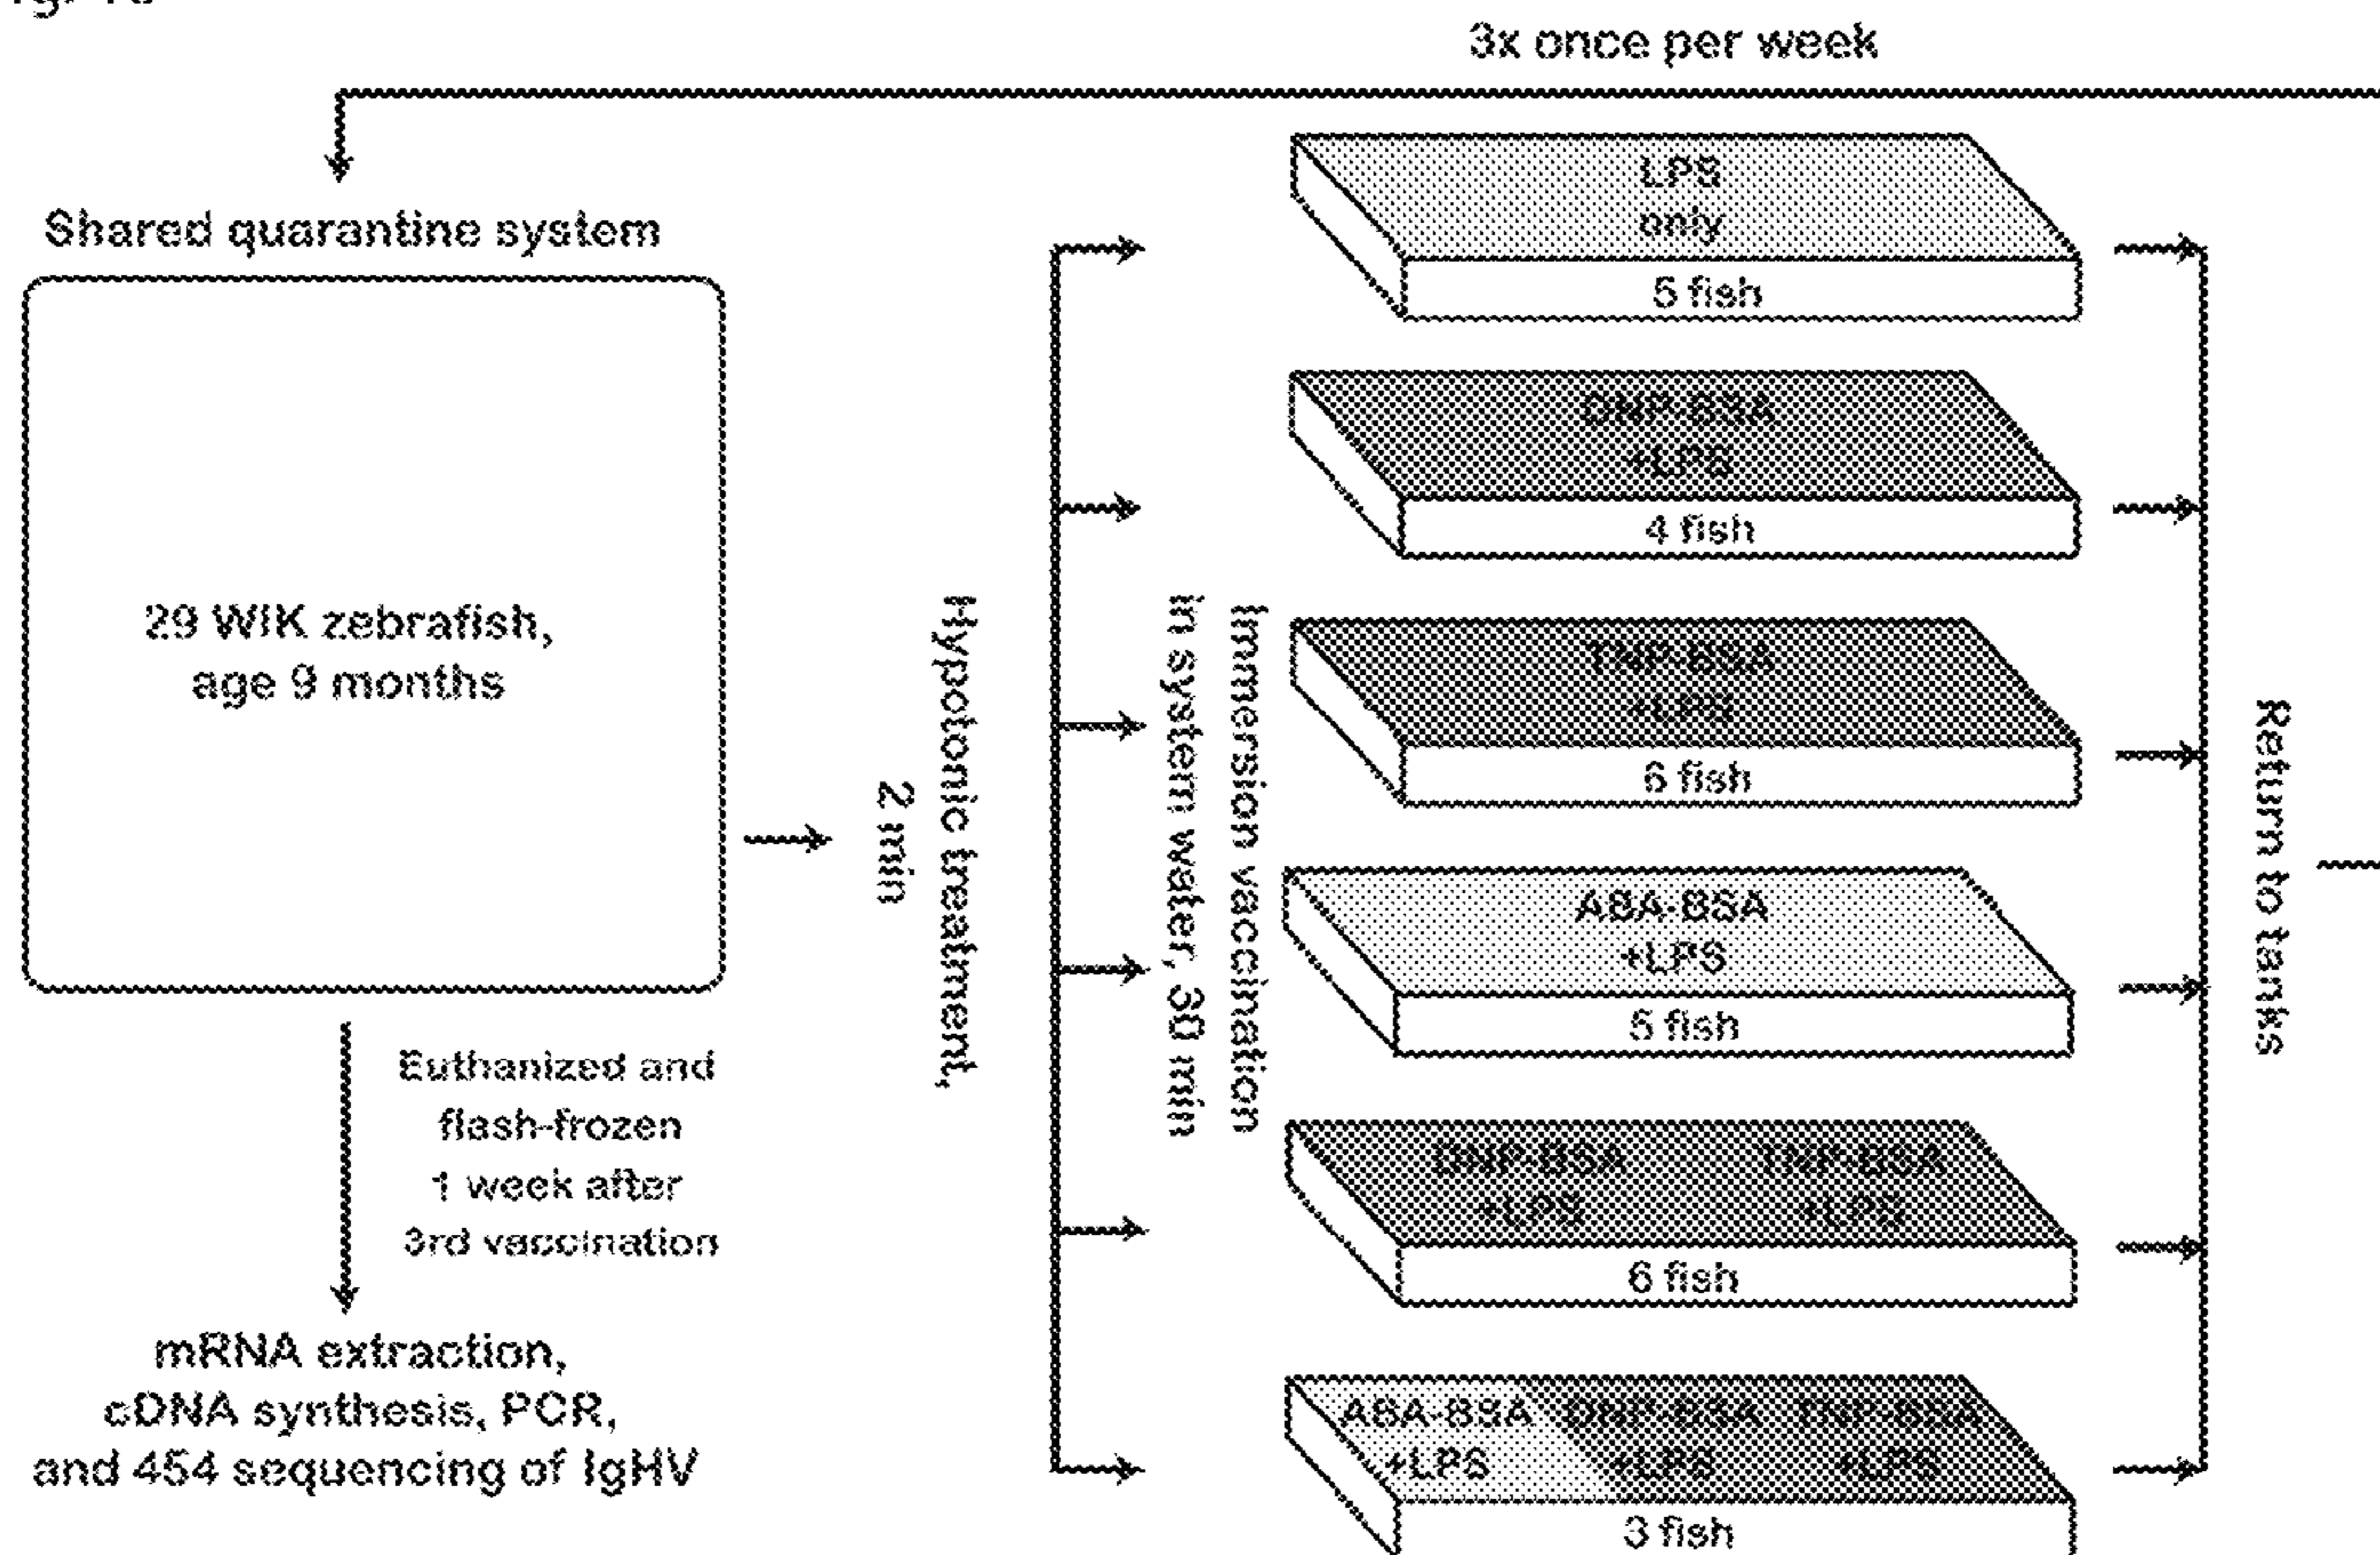 3x once per week
Shared quarantine system
29 WIK zebrafish,
age 9 months
Euthanized and
flash-frozen
1 week after
3rd vaccination
mRNA extraction,
cDNA synthesis, PCR,
and 454 sequencing of IgHV
Hypotonic treatment,
2 min
Immersion vaccination
in system water, 30 min
LPS
only
5 fish
DNP-BSA
+LPS
4 fish
TNP-BSA
+LPS
6 fish
ABA-BSA
+LPS
5 fish
DNP-BSA TNP-BSA
+LPS +LPS
6 fish
ABA-BSA DNP-BSA TNP-BSA
+LPS +LPS +LPS
3 fish
Return to tanks